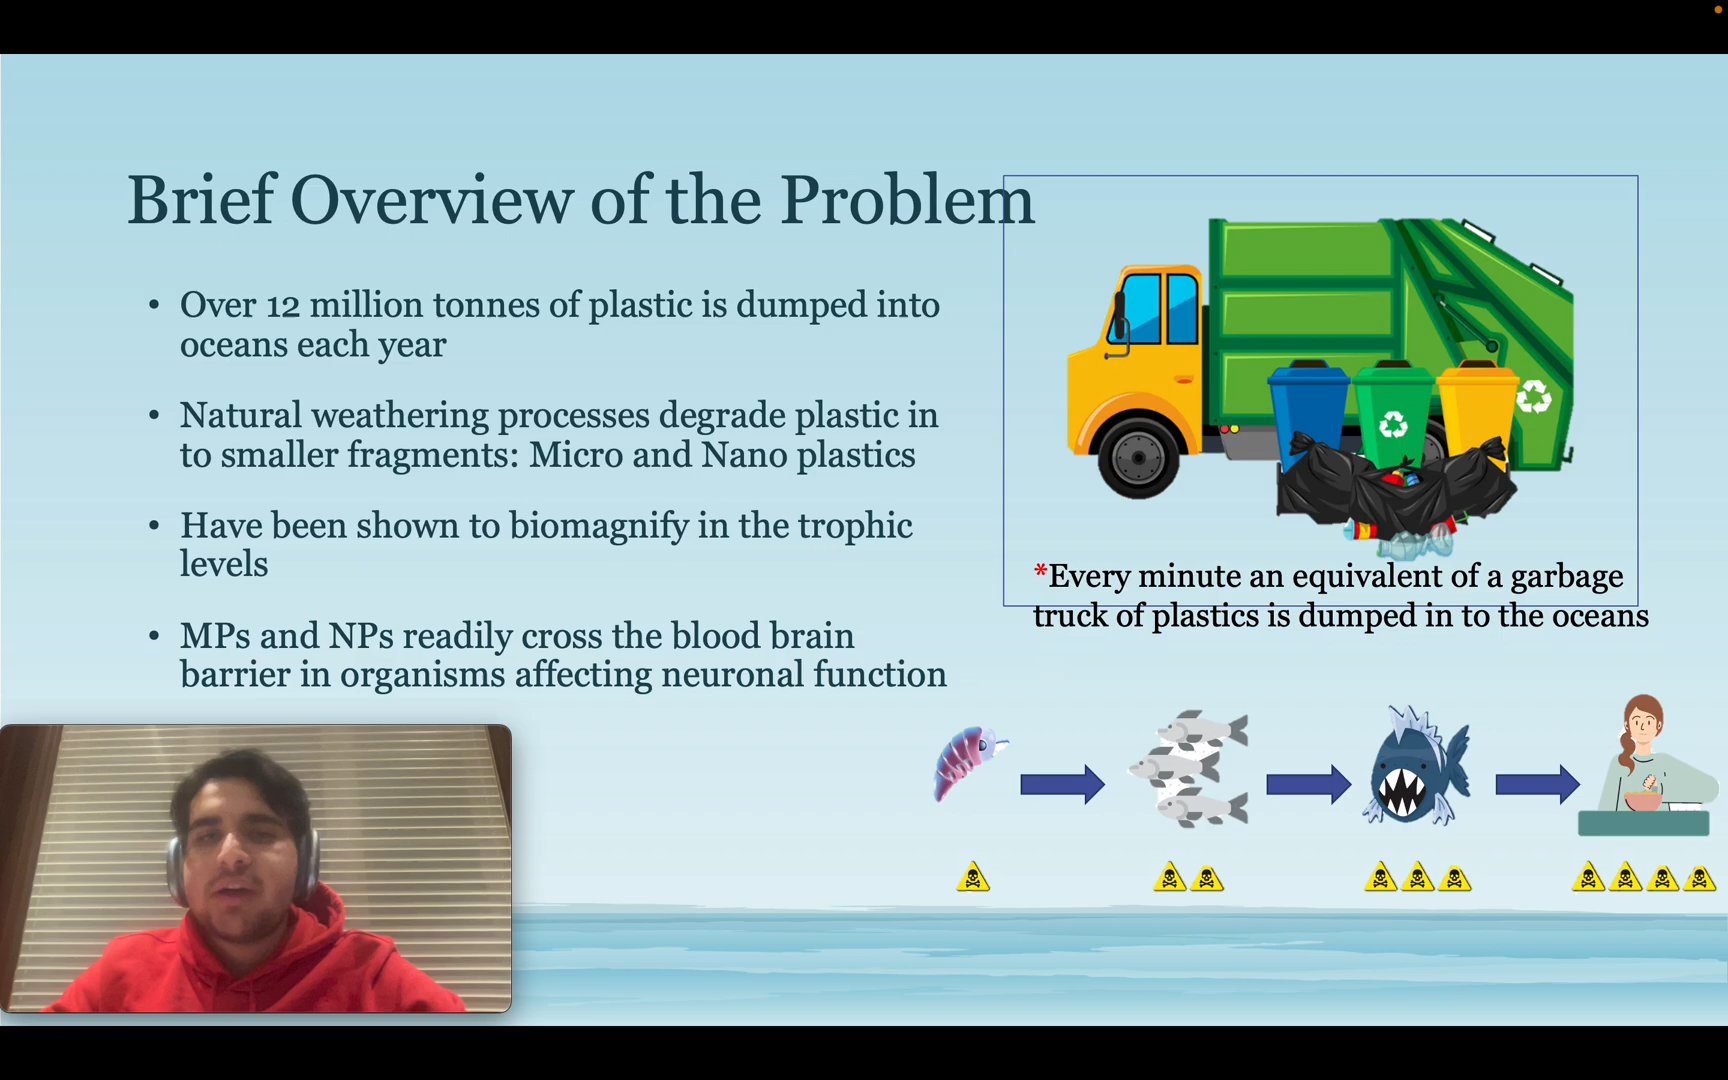 Brief Overview of the Problem
• Over 12 million tonnes of plastic is dumped into
oceans each year
• Natural weathering processes degrade plastic in
to smaller fragments: Micro and Nano plastics
• Have been shown to biomagnify in the trophic
levels
• MPs and NPs readily cross the blood brain
barrier in organisms affecting neuronal function
*Every minute an equivalent of a garbage
truck of plastics is dumped in to the oceans